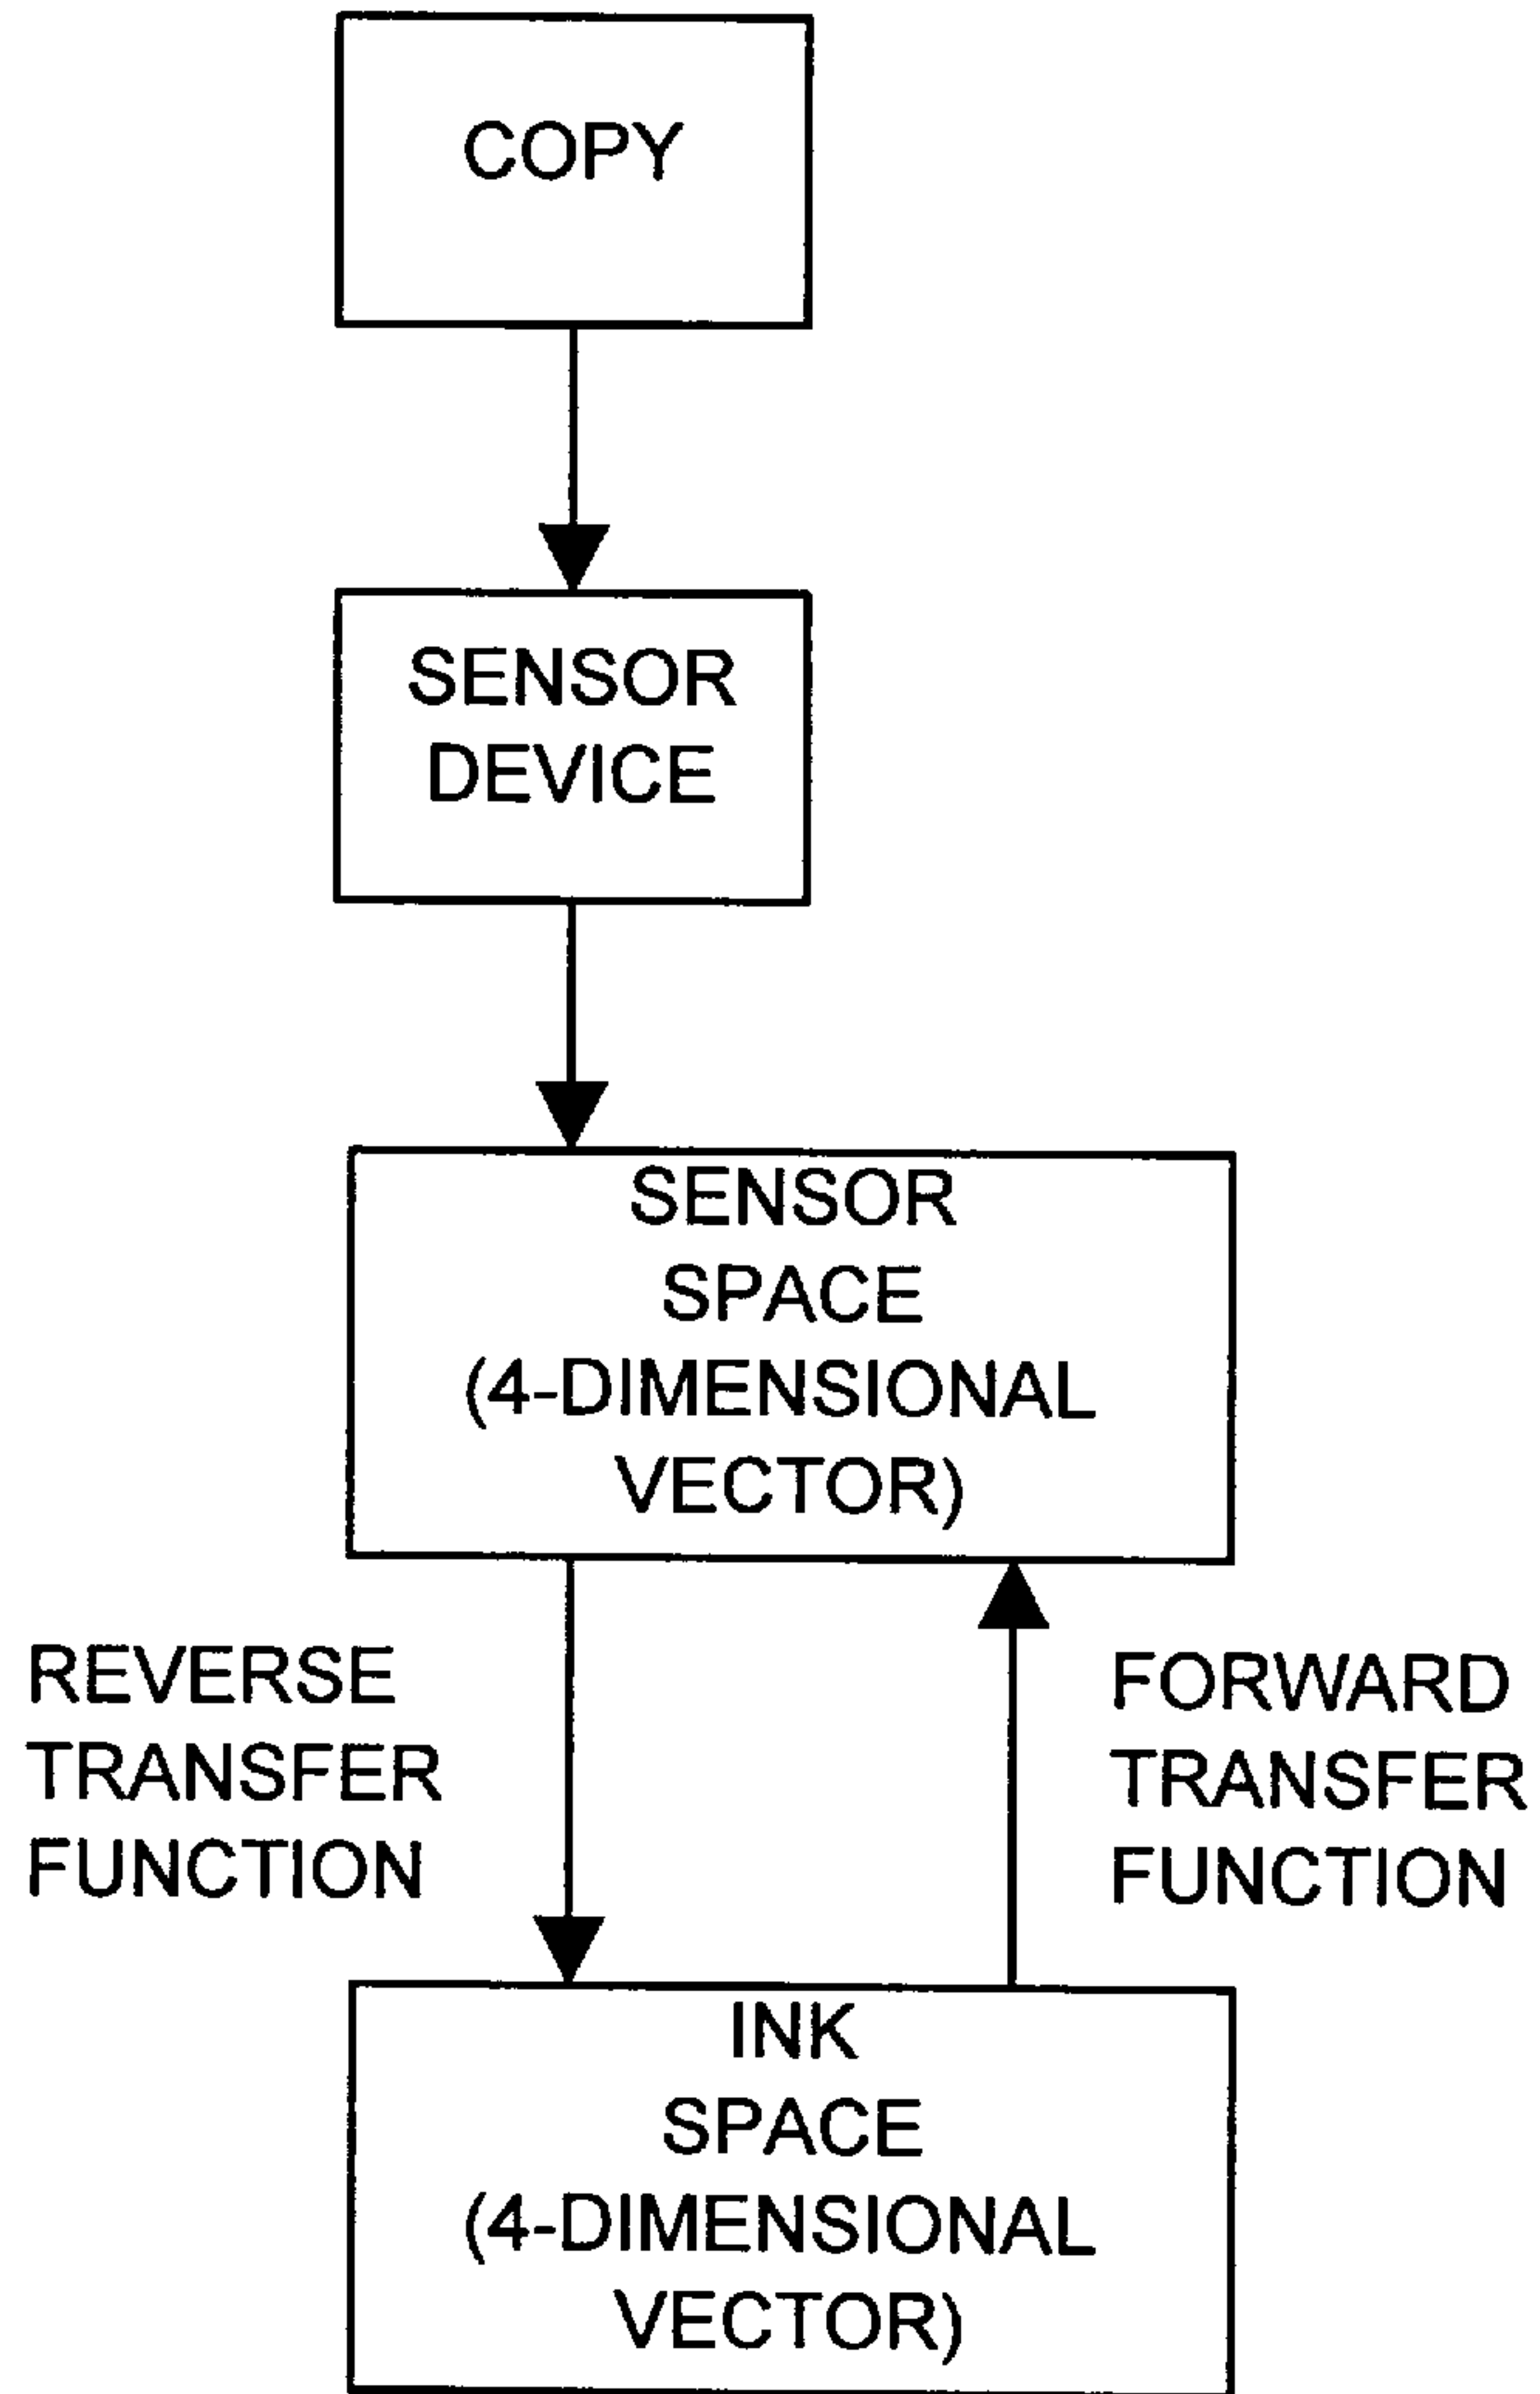 COPY
SENSOR
DEVICE
SENSOR
SPACE
(4-DIMENSIONAL
VECTOR)
REVERSE
TRANSFER
FUNCTION
FORWARD
TRANSFER
FUNCTION
INK
SPACE
(4-DIMENSIONAL
VECTOR)